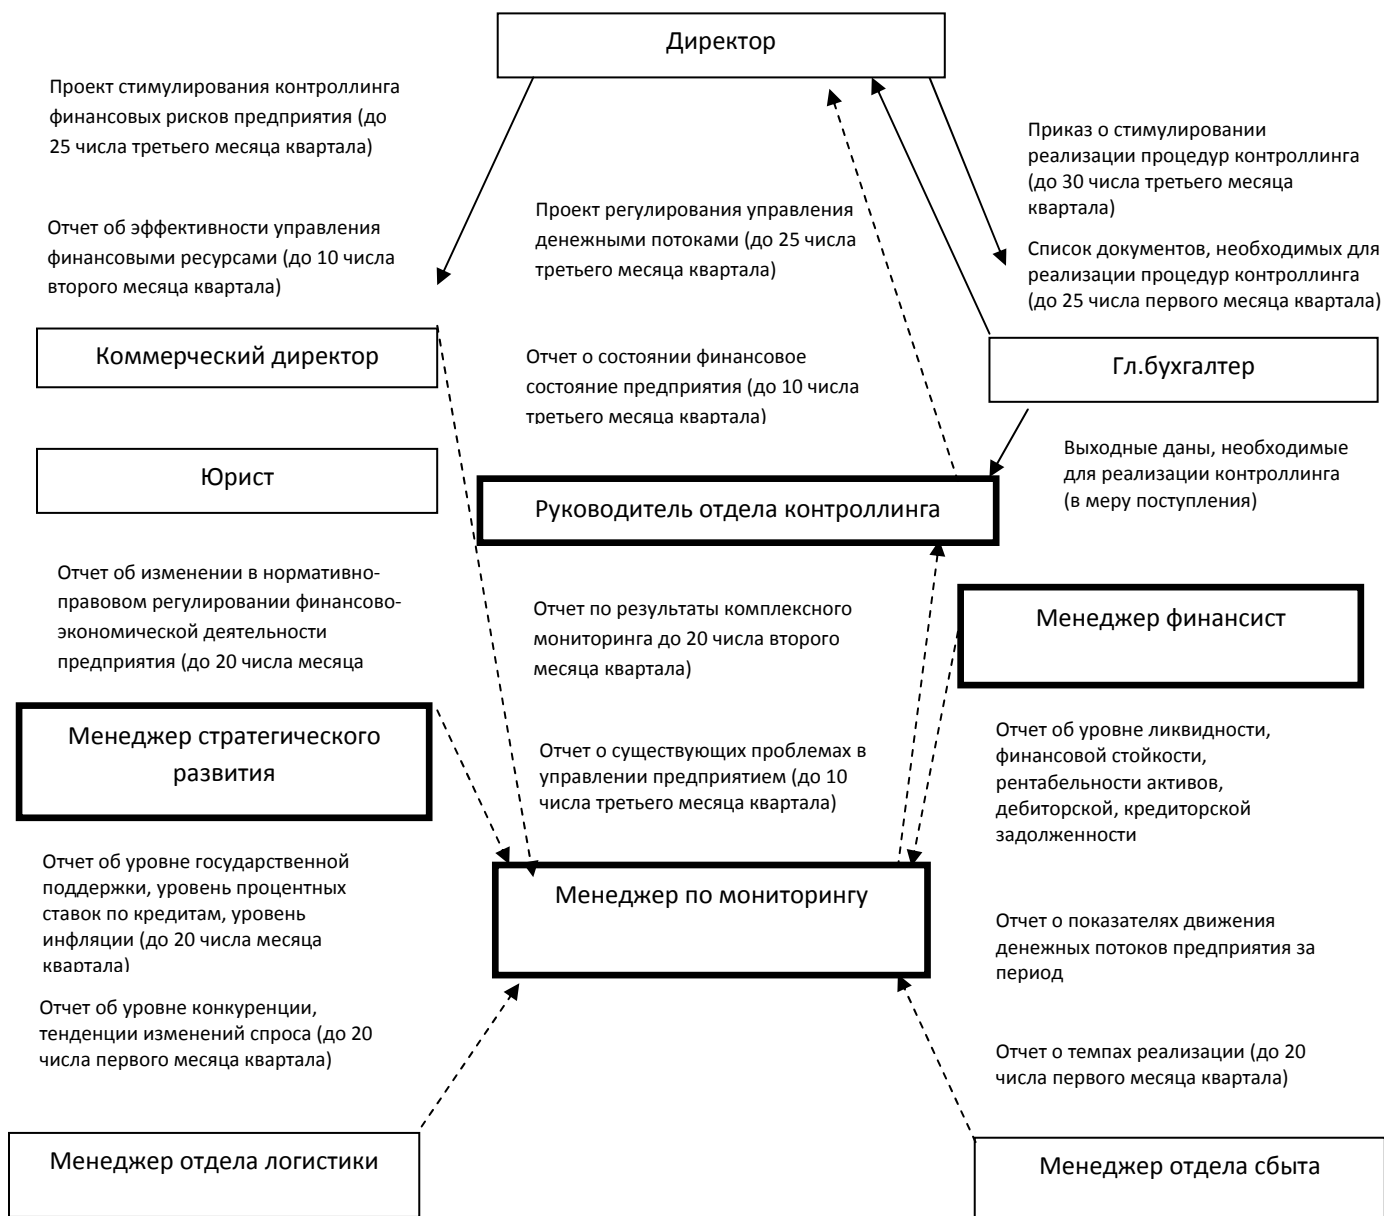 Директор
Проект стимулирования контроллинга
финансовых рисков предприятия (до
25 числа третьего месяца квартала)
Приказ о стимулировании
реализации процедур контроллинга
(до 30 числа третьего месяца
квартала)
Проект регулирования управления
денежными потоками (до 25 числа
третьего месяца квартала)
Отчет об эффективности управления
финансовыми ресурсами (до 10 числа
второго месяца квартала)
Список документов, необходимых для
реализации процедур контроллинга
(до 25 числа первого месяца квартала)
Коммерческий директор
Отчет о состоянии финансовое
состояние предприятия (до 10 числа
третьего месяца квартала)
Гл.бухгалтер
Юрист
Выходные даны, необходимые
для реализации контроллинга
(в меру поступления)
Руководитель отдела контроллинга
Отчет об изменении в нормативно-
правовом регулировании финансово-
экономической деятельности
предприятия (до 20 числа месяца
Отчет по результаты комплексного
мониторинга до 20 числа второго
месяца квартала)
Менеджер финансист
Менеджер стратегического
развития
Отчет о существующих проблемах в
управлении предприятием (до 10
числа третьего месяца квартала)
Отчет об уровне ликвидности,
финансовой стойкости,
рентабельности активов,
дебиторской, кредиторской
задолженности
Отчет об уровне государственной
поддержки, уровень процентных
ставок по кредитам, уровень
инфляции (до 20 числа месяца
квартала)
Менеджер по мониторингу
Отчет о показателях движения
денежных потоков предприятия за
период
Отчет об уровне конкуренции,
тенденции изменений спроса (до 20
числа первого месяца квартала)
Отчет о темпах реализации (до 20
числа первого месяца квартала)
Менеджер отдела логистики
Менеджер отдела сбыта